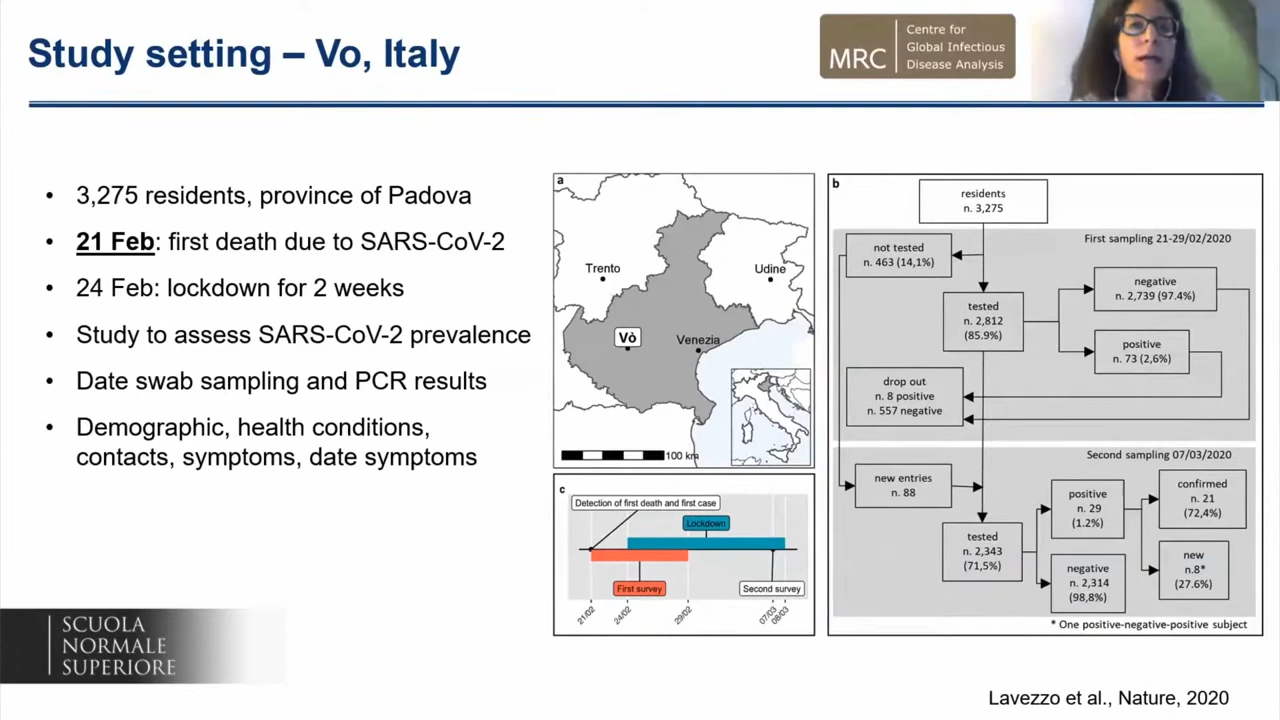 Study setting – Vo, Italy
MRC
Centre for
Global Infectious
Disease Analysis
• 3,275 residents, province of Padova
• 21 Feb: first death due to SARS-CoV-2
• 24 Feb: lockdown for 2 weeks
• Study to assess SARS-CoV-2 prevalence
• Date swab sampling and PCR results
• Demographic, health conditions,
contacts, symptoms, date symptoms
a
Trento
Udine
Vò
Venezia
100 km
b
residents
n. 3,275
First sampling 21-29/02/2020
not tested
n. 463 (14,1%)
negative
n. 2,739 (97.4%)
tested
n. 2,812
(85.9%)
positive
n. 73 (2,6%)
drop out
n. 8 positive
n. 557 negative
Second sampling 07/03/2020
new entries
n. 88
positive
n. 29
(1.2%)
confirmed
n. 21
(72,4%)
tested
n. 2,343
(71,5%)
negative
n. 2,314
(98,8%)
new
n.8*
(27.6%)
* One positive-negative-positive subject
c
Detection of first death and first case
Lockdown
First survey
Second survey
21/02
24/02
29/02
07/03
08/03
SCUOLA
NORMALE
SUPERIORE
Lavezzo et al., Nature, 2020